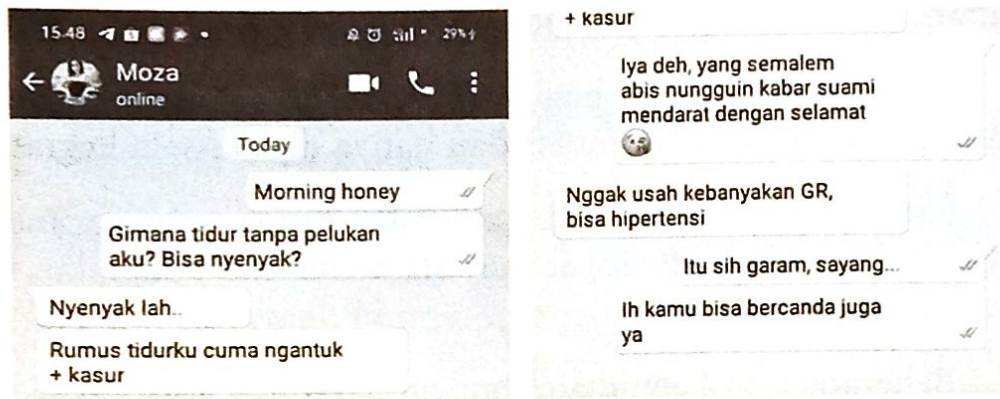 15.48
29%
Moza
online
Today
Morning honey
Gimana tidur tanpa pelukan
aku? Bisa nyenyak?
Nyenyak lah..
Rumus tidurku cuma ngantuk
+ kasur
+ kasur
Iya deh, yang semalem
abis nungguin kabar suami
mendarat dengan selamat
Nggak usah kebanyakan GR,
bisa hipertensi
Itu sih garam, sayang...
Ih kamu bisa bercanda juga
ya